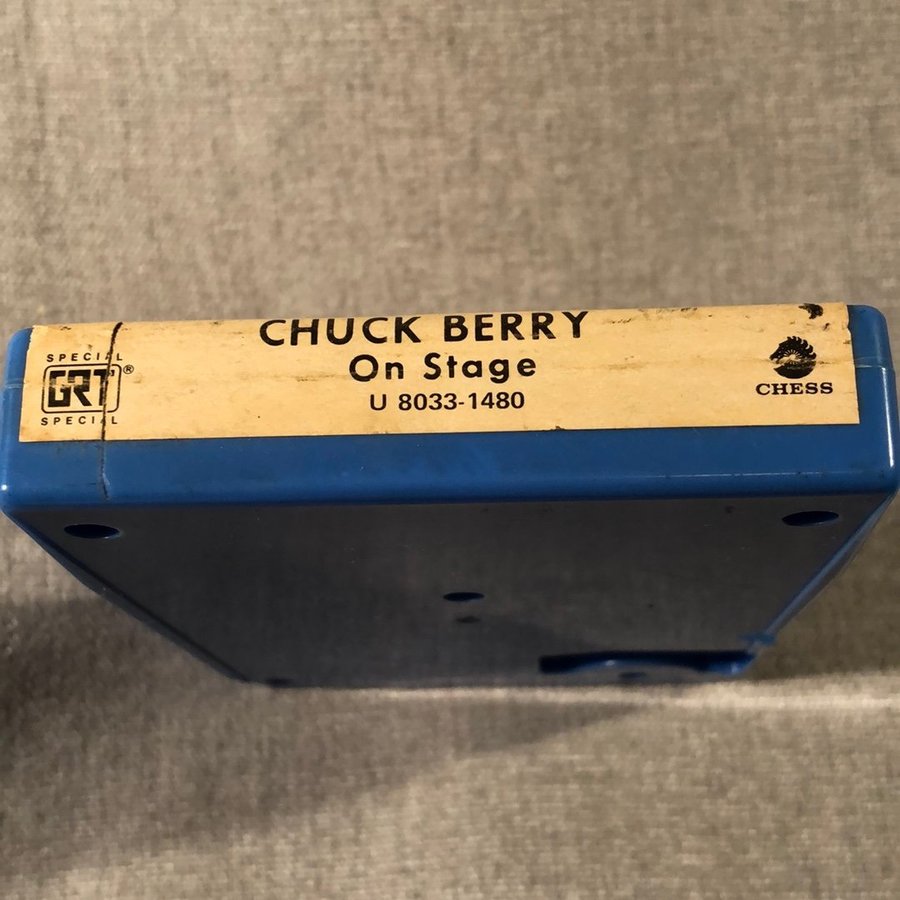 CHUCK BERRY
On Stage
U 8033-1480
SPECIAL
GRT®
SPECIAL
CHESS